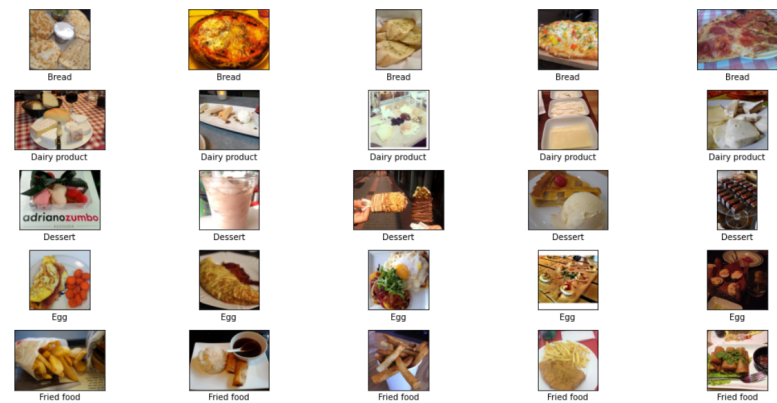 Bread Bread Bread Bread Bread
Dairy product Dairy product Dairy product Dairy product Dairy product
adrianozumbo
Dessert Dessert Dessert Dessert Dessert
Egg Egg Egg Egg Egg
Fried food Fried food Fried food Fried food Fried food